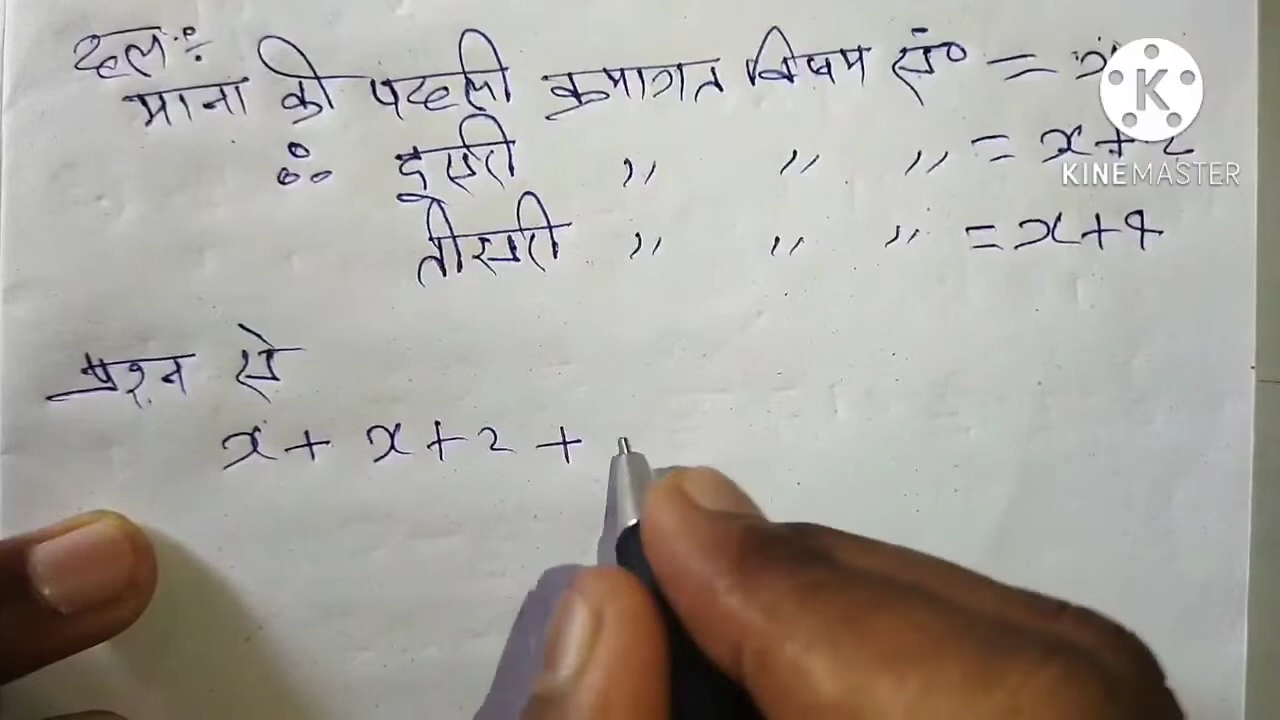 हल :-
माना की पहली क्रमागत विषम सं० = x
∴ दूसरी " " " = x+2
तीसरी " " " = x+4
प्रश्न से
x + x + 2 +
K
KINEMASTER